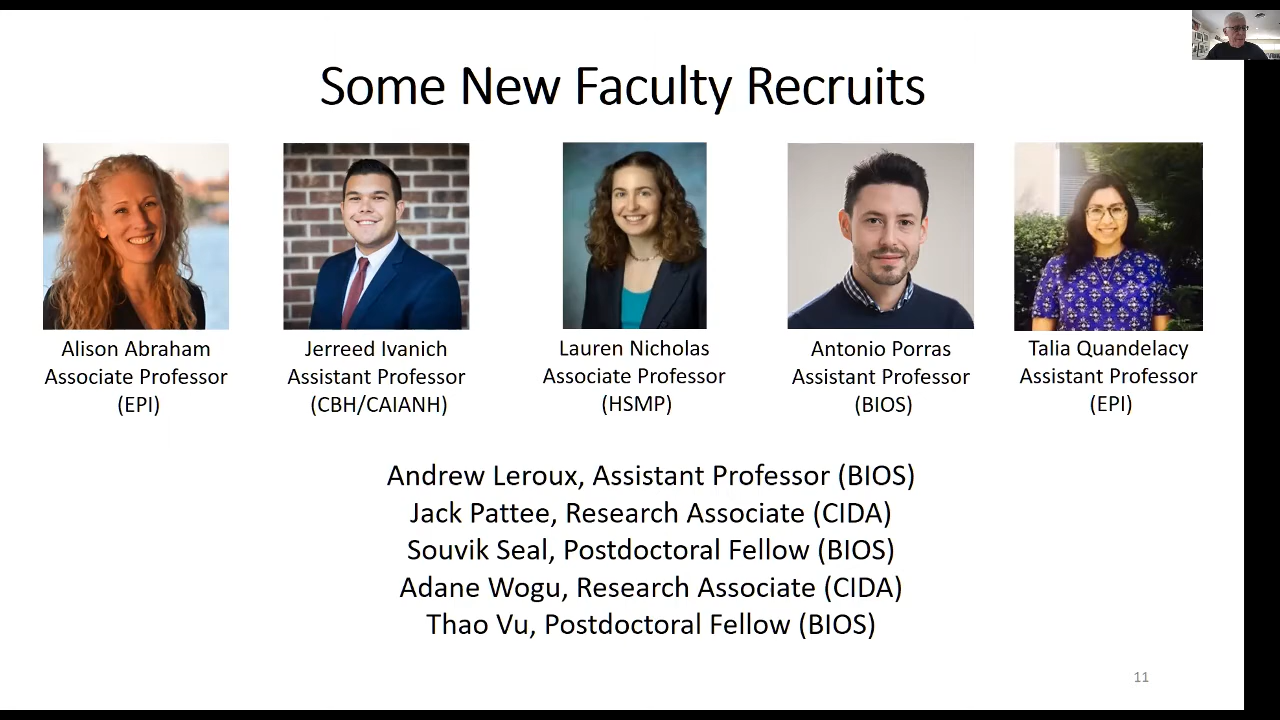 Some New Faculty Recruits
Alison Abraham
Associate Professor
(EPI)
Jerreed Ivanich
Assistant Professor
(CBH/CAIANH)
Lauren Nicholas
Associate Professor
(HSMP)
Antonio Porras
Assistant Professor
(BIOS)
Talia Quandelacy
Assistant Professor
(EPI)
Andrew Leroux, Assistant Professor (BIOS)
Jack Pattee, Research Associate (CIDA)
Souvik Seal, Postdoctoral Fellow (BIOS)
Adane Wogu, Research Associate (CIDA)
Thao Vu, Postdoctoral Fellow (BIOS)
11